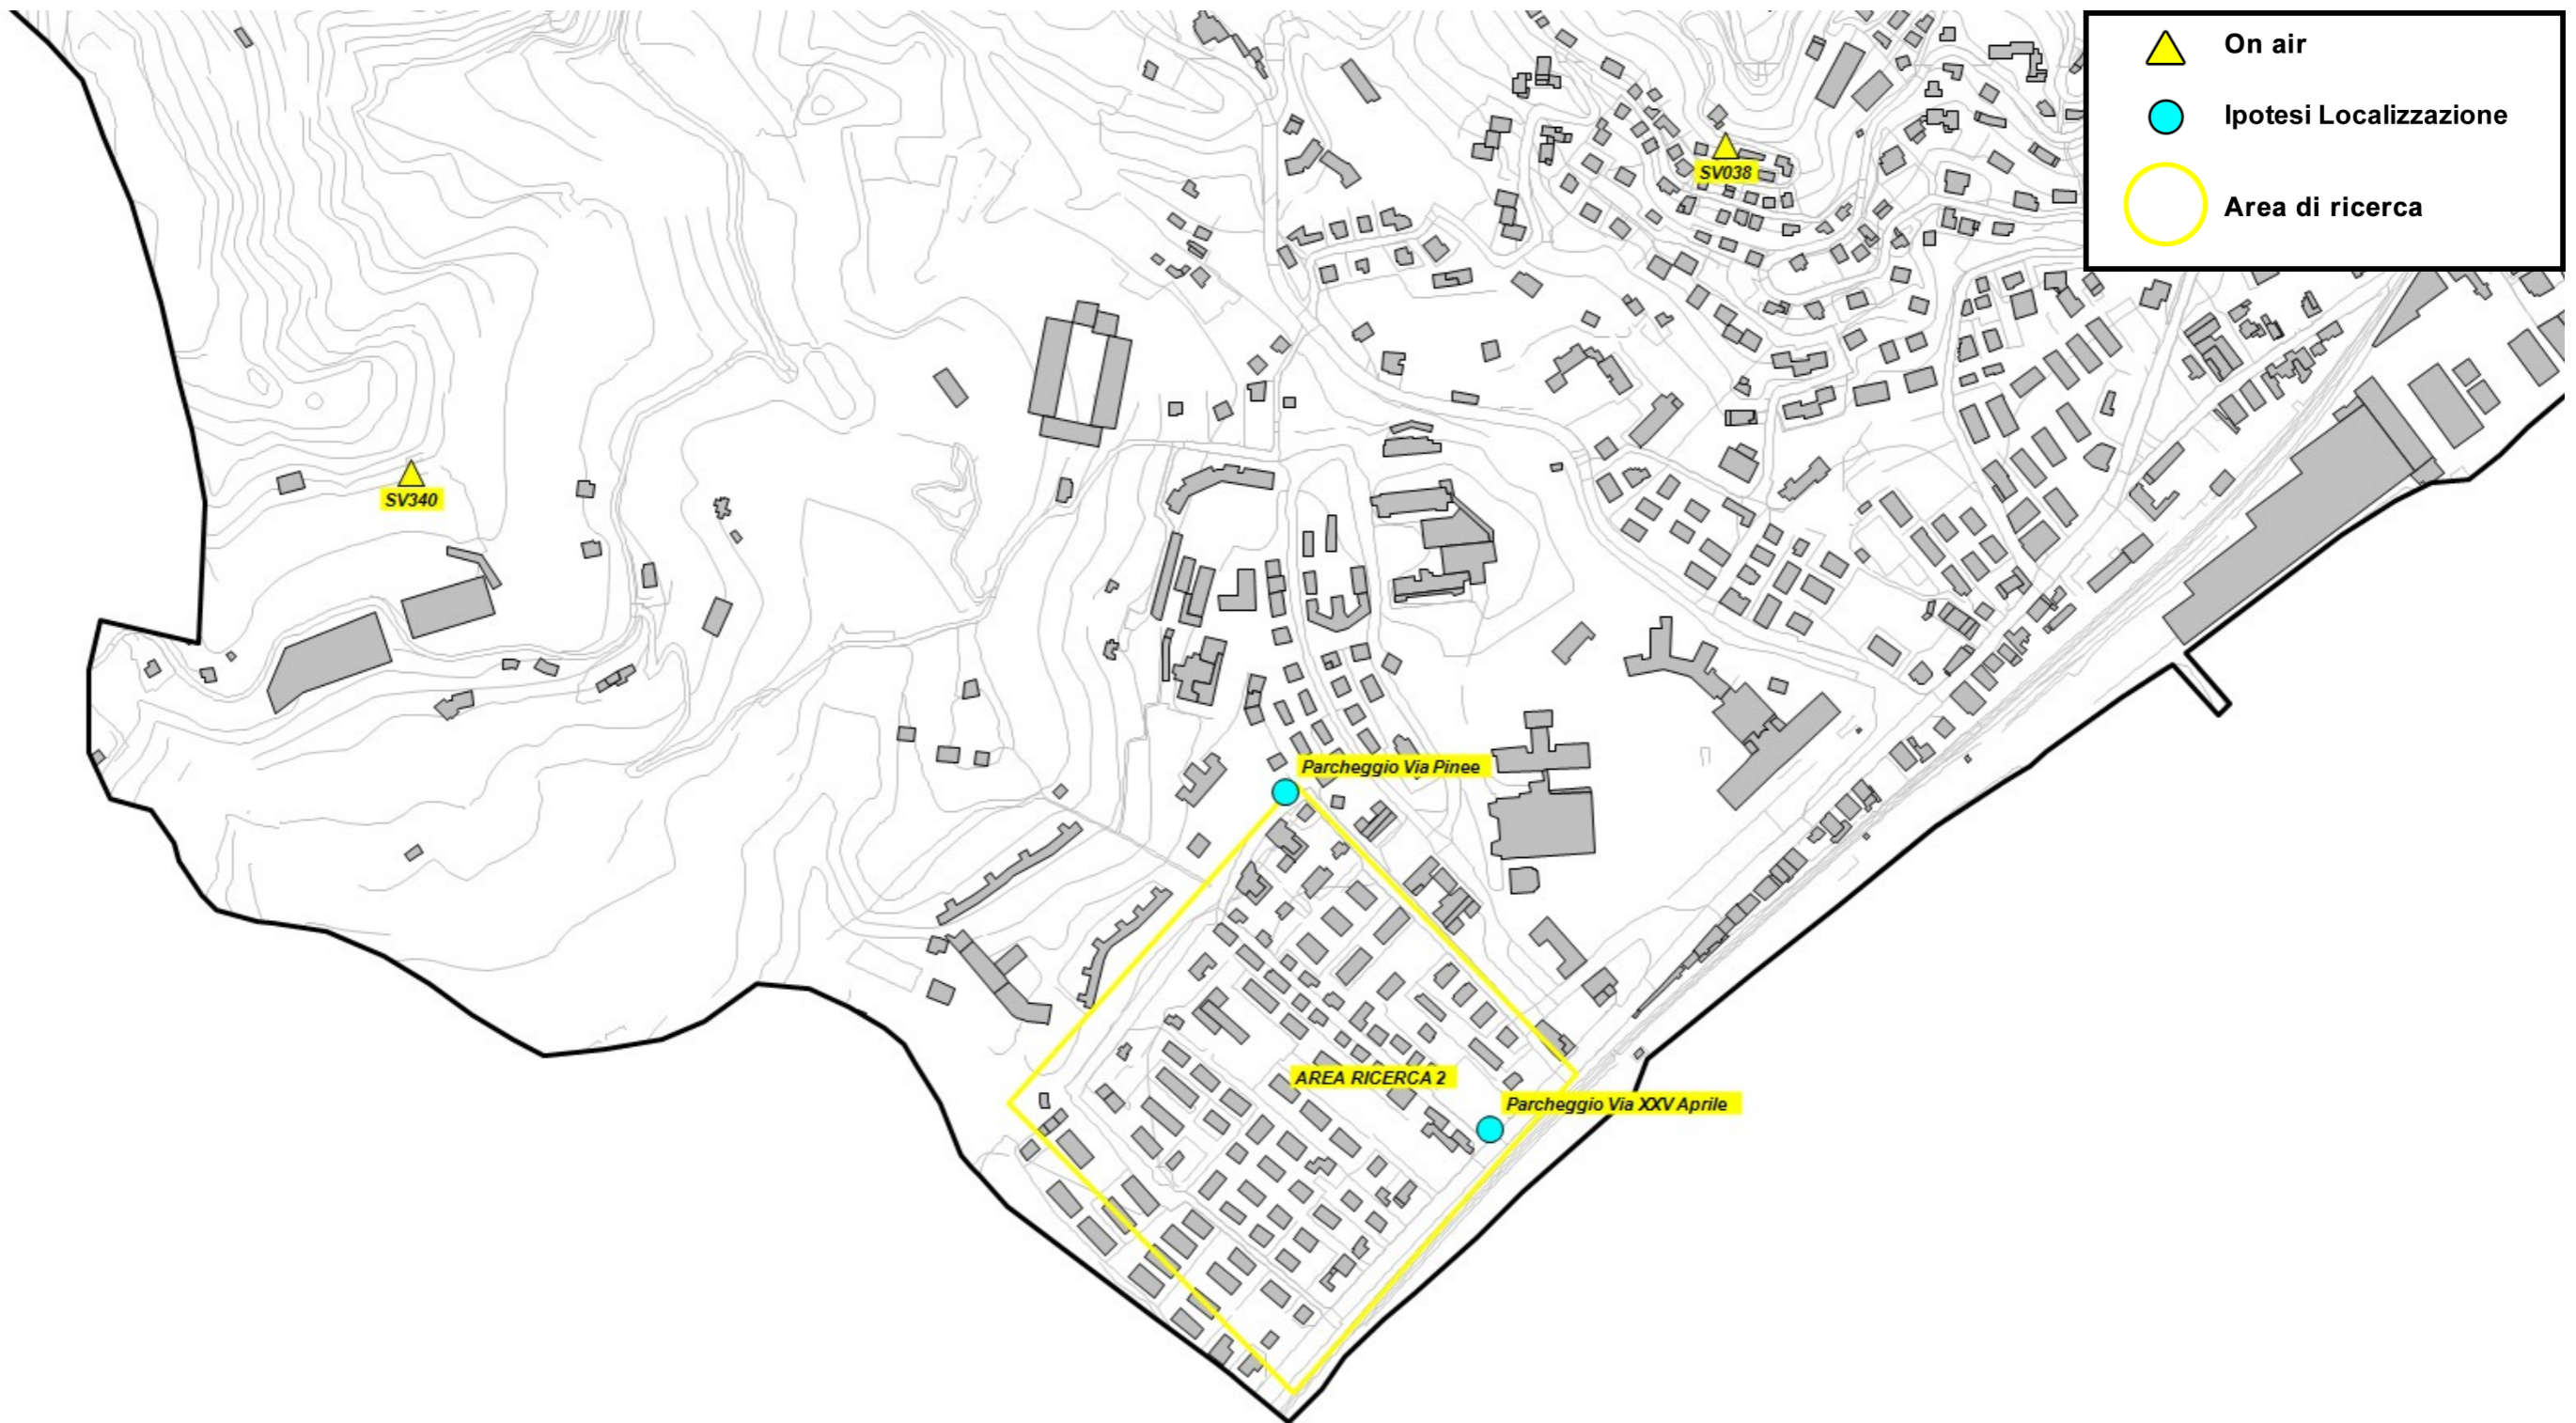 On air
Ipotesi Localizzazione
Area di ricerca
SV038
SV340
Parcheggio Via Pinee
AREA RICERCA 2
Parcheggio Via XXV Aprile